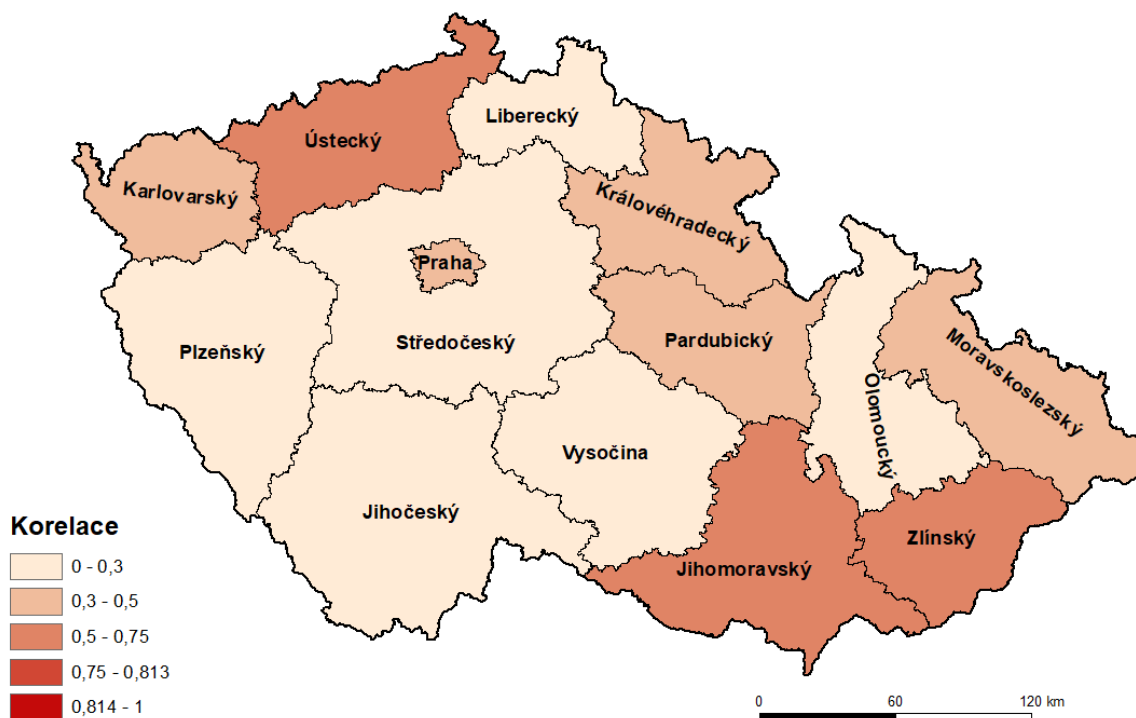 Liberecký
Ústecký
Karlovarský
Královéhradecký
Praha
Plzeňský
Středočeský
Pardubický
Moravskoslezský
Olomoucký
Vysočina
Jihočeský
Zlínský
Jihomoravský
Korelace
0 - 0,3
0,3 - 0,5
0,5 - 0,75
0,75 - 0,813
0,814 - 1
0 60 120 km